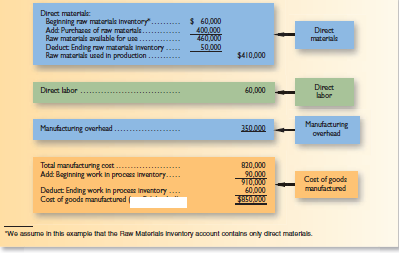 Direct materials:
Beginning raw materials inventory*.......... $ 60,000
Add: Purchases of raw materials.............. 400,000
Raw materials available for use.............. 460,000
Deduct: Ending raw materials inventory ..... 50,000
Raw materials used in production ............ $410,000
Direct materials
Direct labor .............................. 60,000
Direct labor
Manufacturing overhead ...................... 350,000
Manufacturing overhead
Total manufacturing cost ..................... 820,000
Add: Beginning work in process inventory..... 90,000
910,000
Deduct: Ending work in process inventory .... 60,000
Cost of goods manufactured ( $850,000
Cost of goods manufactured
*We assume in this example that the Raw Materials Inventory account contains only direct materials.